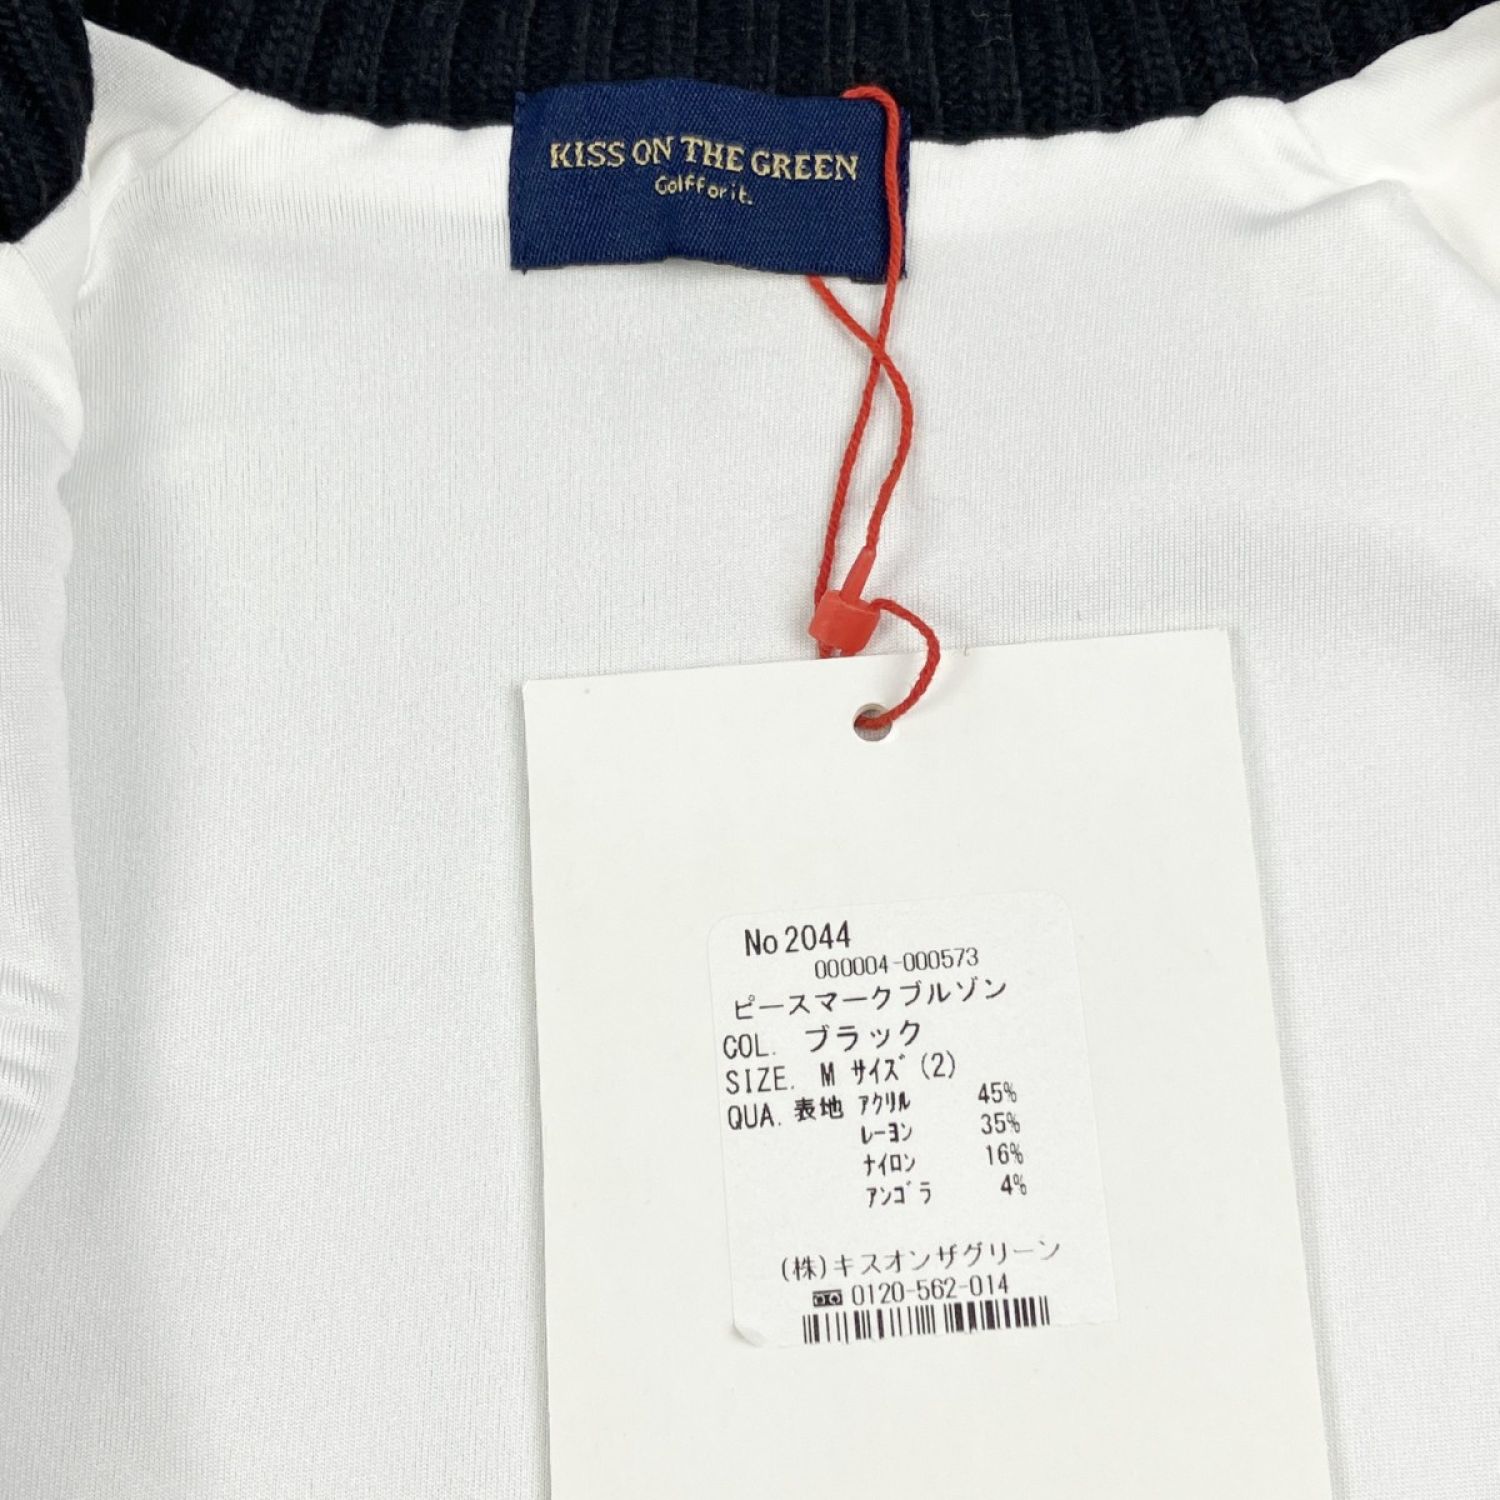 KISS ON THE GREEN
Golf for it.
No 2044
000004-000573
ピースマークブルゾン
COL. ブラック
SIZE. M ｻｲｽﾞ (2)
QUA. 表地 ｱｸﾘﾙ 45%
ﾚｰﾖﾝ 35%
ﾅｲﾛﾝ 16%
ｱﾝｺﾞﾗ 4%
(株)キスオンザグリーン
0120-562-014